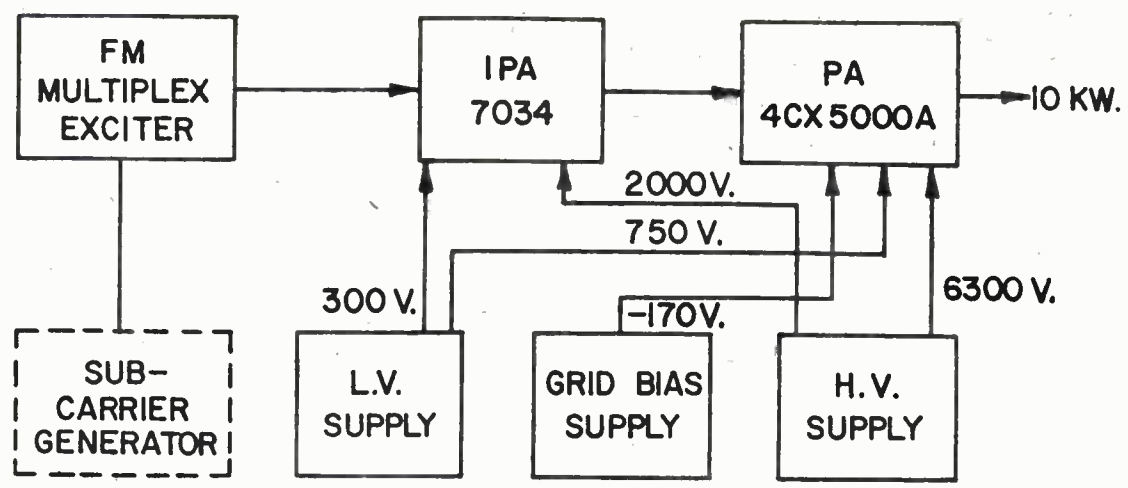 FM
MULTIPLEX
EXCITER
IPA
7034
PA
4CX5000A
10 KW.
2000V.
750 V.
300 V.
-170V.
6300 V.
SUB-
CARRIER
GENERATOR
L.V.
SUPPLY
GRID BIAS
SUPPLY
H.V.
SUPPLY